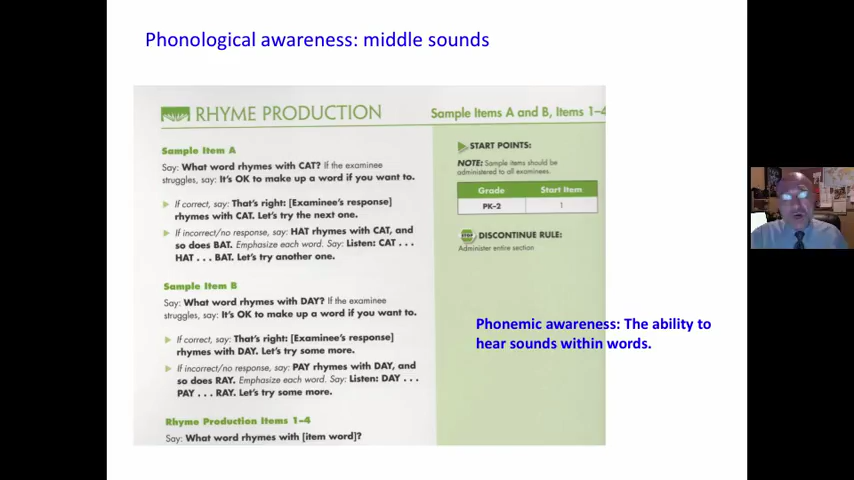 Phonological awareness: middle sounds
RHYME PRODUCTION
Sample Items A and B, Items 1–4
Sample Item A
Say: What word rhymes with CAT? If the examinee
struggles, say: It's OK to make up a word if you want to.
If correct, say: That's right: [Examinee's response]
rhymes with CAT. Let's try the next one.
If incorrect/no response, say: HAT rhymes with CAT, and
so does BAT. Emphasize each word. Say: Listen: CAT . . .
HAT . . . BAT. Let's try another one.
Sample Item B
Say: What word rhymes with DAY? If the examinee
struggles, say: It's OK to make up a word if you want to.
If correct, say: That's right: [Examinee's response]
rhymes with DAY. Let's try some more.
If incorrect/no response, say: PAY rhymes with DAY, and
so does RAY. Emphasize each word. Say: Listen: DAY . . .
PAY . . . RAY. Let's try some more.
Rhyme Production Items 1–4
Say: What word rhymes with [item word]?
START POINTS:
NOTE: Sample items should be
administered to all examinees.
Grade Start Item
PK–2 1
STOP DISCONTINUE RULE:
Administer entire section
Phonemic awareness: The ability to
hear sounds within words.